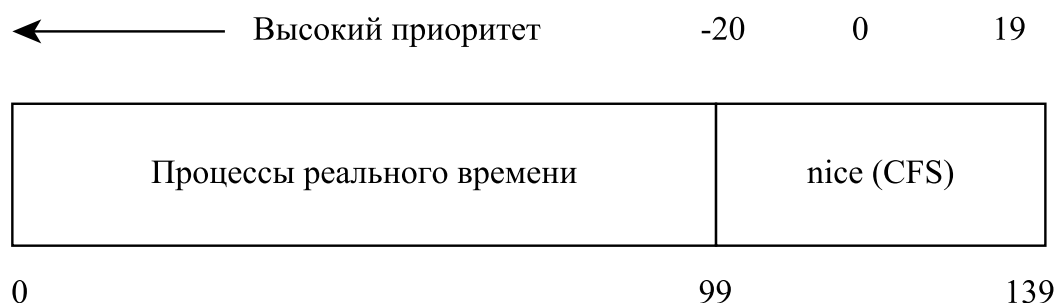 Высокий приоритет -20 0 19
Процессы реального времени nice (CFS)
0 99 139